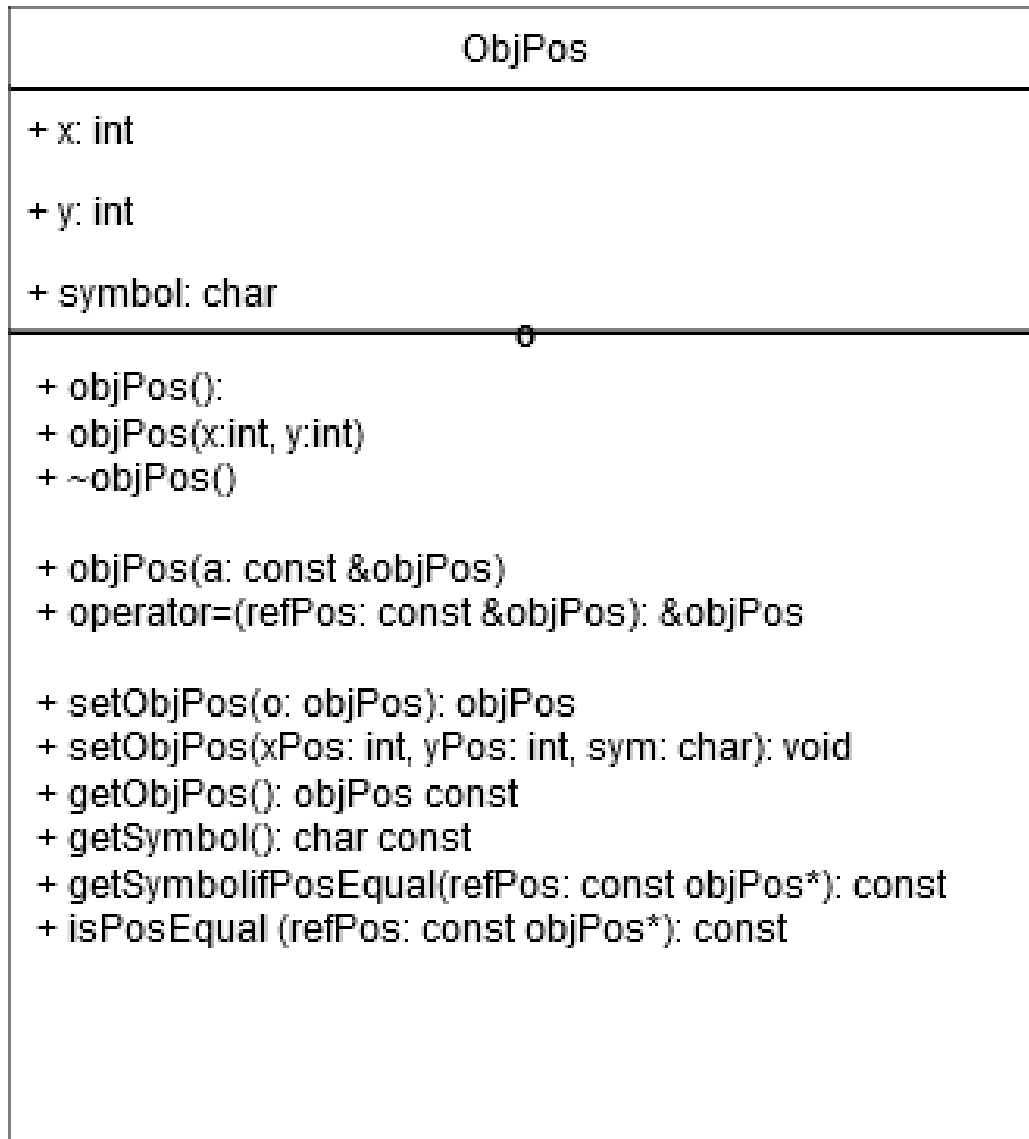 ObjPos
+ x: int
+ y: int
+ symbol: char
o
+ objPos():
+ objPos(x:int, y:int)
+ ~objPos()
+ objPos(a: const &objPos)
+ operator=(refPos: const &objPos): &objPos
+ setObjPos(o: objPos): objPos
+ setObjPos(xPos: int, yPos: int, sym: char): void
+ getObjPos(): objPos const
+ getSymbol(): char const
+ getSymbolifPosEqual(refPos: const objPos*): const
+ isPosEqual (refPos: const objPos*): const